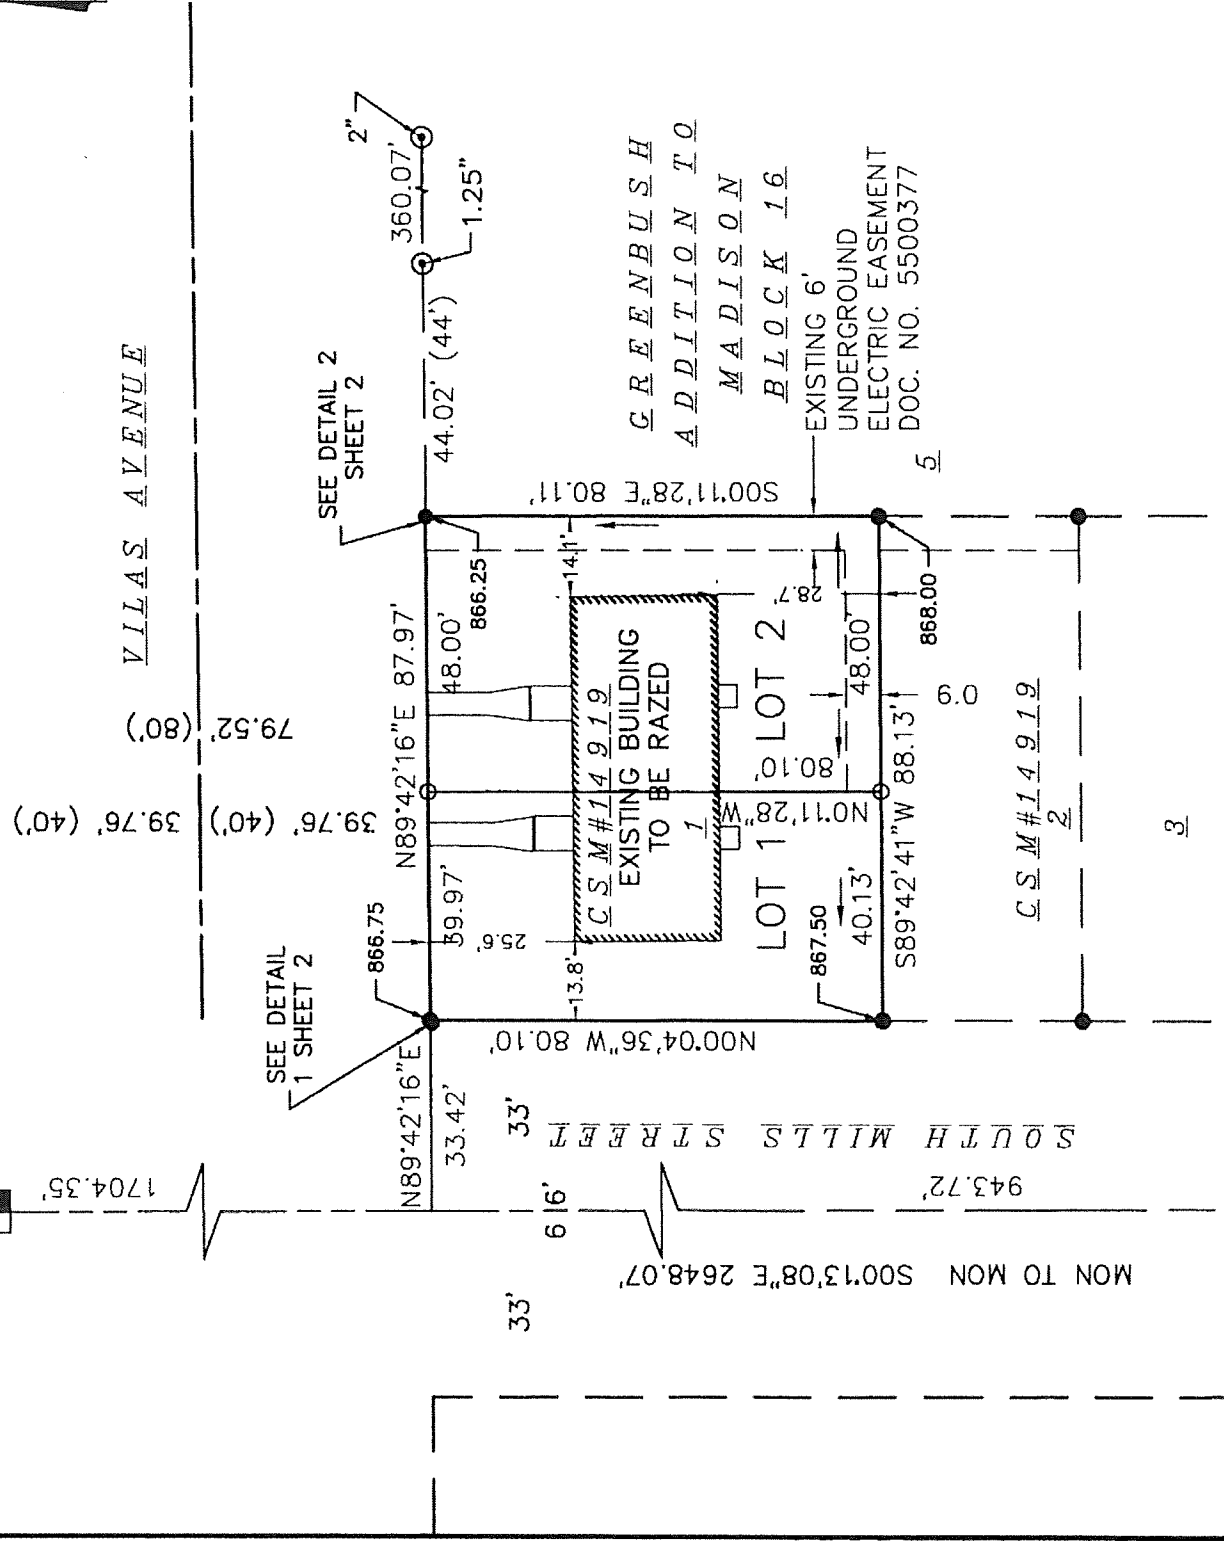 VILAS AVENUE
79.52' (80')
39.76' (40')
39.76' (40')
SEE DETAIL 2
SHEET 2
SEE DETAIL
1 SHEET 2
2"
360.07'
1.25"
44.02' (44')
N89°42'16"E 87.97'
48.00'
39.97'
866.25
866.75
N89°42'16"E
33.42'
1704.35'
GREENBUSH
ADDITION TO
MADISON
BLOCK 16
EXISTING 6'
UNDERGROUND
ELECTRIC EASEMENT
DOC. NO. 5500377
5
S00°11'28"E 80.11'
14.1'
28.7'
25.6'
13.8'
CSM#14919
EXISTING BUILDING
TO BE RAZED
1
LOT 1
LOT 2
80.10'
N0°11'28"W
48.00'
40.13'
S89°42'41"W 88.13'
6.0
868.00
867.50
N00°04'36"W 80.10'
CSM#14919
2
3
SOUTH MILLS STREET
33'
66'
33'
943.72'
MON TO MON S00°13'08"E 2648.07'